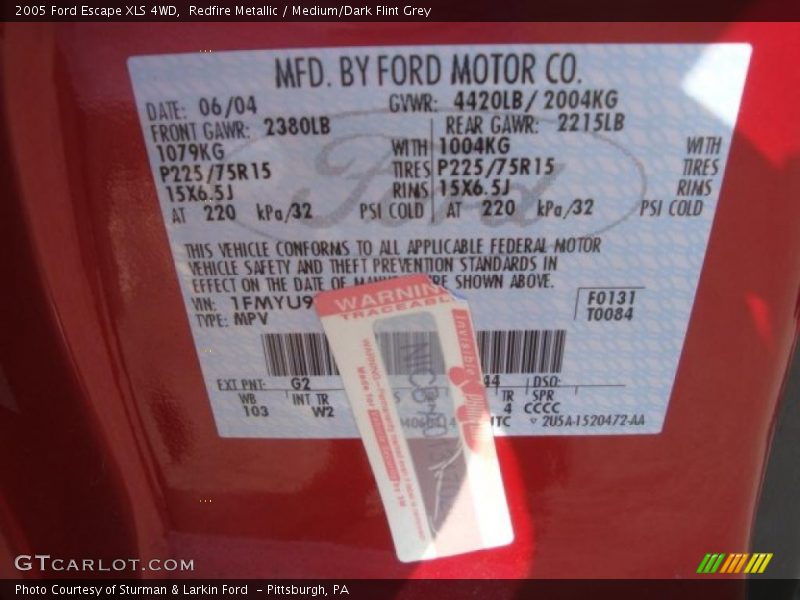 2005 Ford Escape XLS 4WD,  Redfire Metallic / Medium/Dark Flint Grey
MFD. BY FORD MOTOR CO.
DATE: 06/04 GVWR: 4420LB/ 2004KG
FRONT GAWR: 2380LB REAR GAWR: 2215LB
1079KG WITH 1004KG WITH
P225/75R15 TIRES P225/75R15 TIRES
15X6.5J RIMS 15X6.5J RIMS
AT 220 kPa/32 PSI COLD AT 220 kPa/32 PSI COLD
Ford
THIS VEHICLE CONFORMS TO ALL APPLICABLE FEDERAL MOTOR
VEHICLE SAFETY AND THEFT PREVENTION STANDARDS IN
EFFECT ON THE DATE OF SHOWN ABOVE.
VIN: 1FMYU9 F0131
TYPE: MPV T0084
WARNIN
TRACEABL
Invisible
EXT PNT: G2 44 DSO:
WB INT TR TR SPR
103 W2 4 CCCC
2U5A-1520472-AA
GTCARLOT.COM
Photo Courtesy of Sturman & Larkin Ford  - Pittsburgh, PA